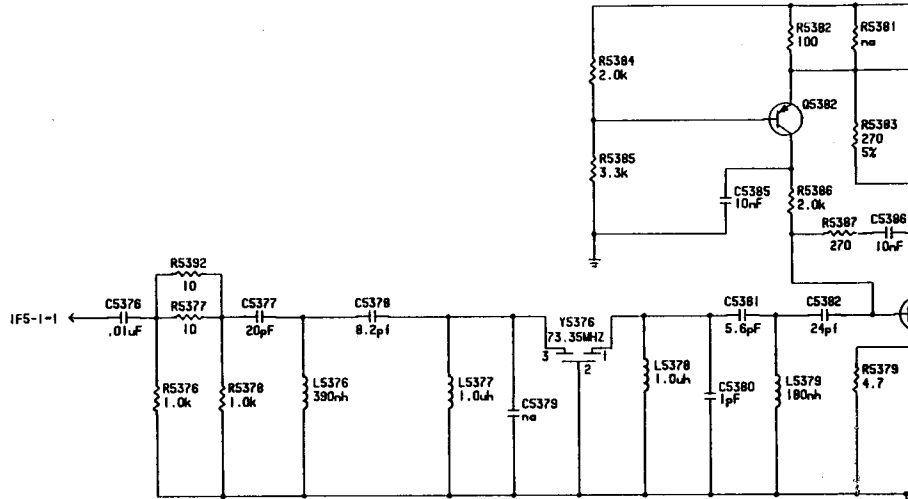 R5382
100
R5381
na
R5384
2.0k
Q5382
R5383
270
5%
R5385
3.3k
C5385
10nF
R5386
2.0k
R5387
270
C5386
10nF
R5392
10
IF5-1-1
C5376
.01uF
R5377
10
C5377
20pF
C5378
8.2pf
Y5376
73.35MHZ
3
1
2
C5381
5.6pF
C5382
24pf
R5376
1.0k
R5378
1.0k
L5376
390nh
L5377
1.0uh
C5379
na
L5378
1.0uh
C5380
1pF
L5379
180nh
R5379
4.7